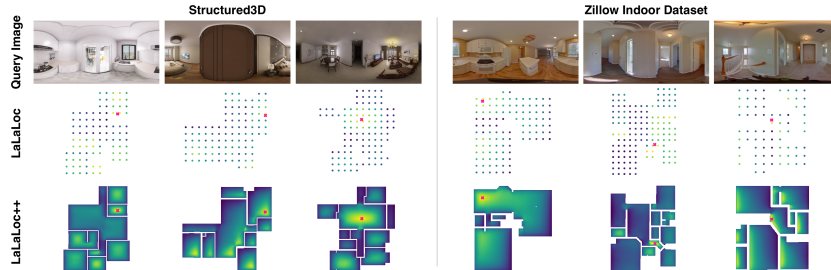 Structured3D
Zillow Indoor Dataset
Query Image
LaLaLoc
LaLaLoc++